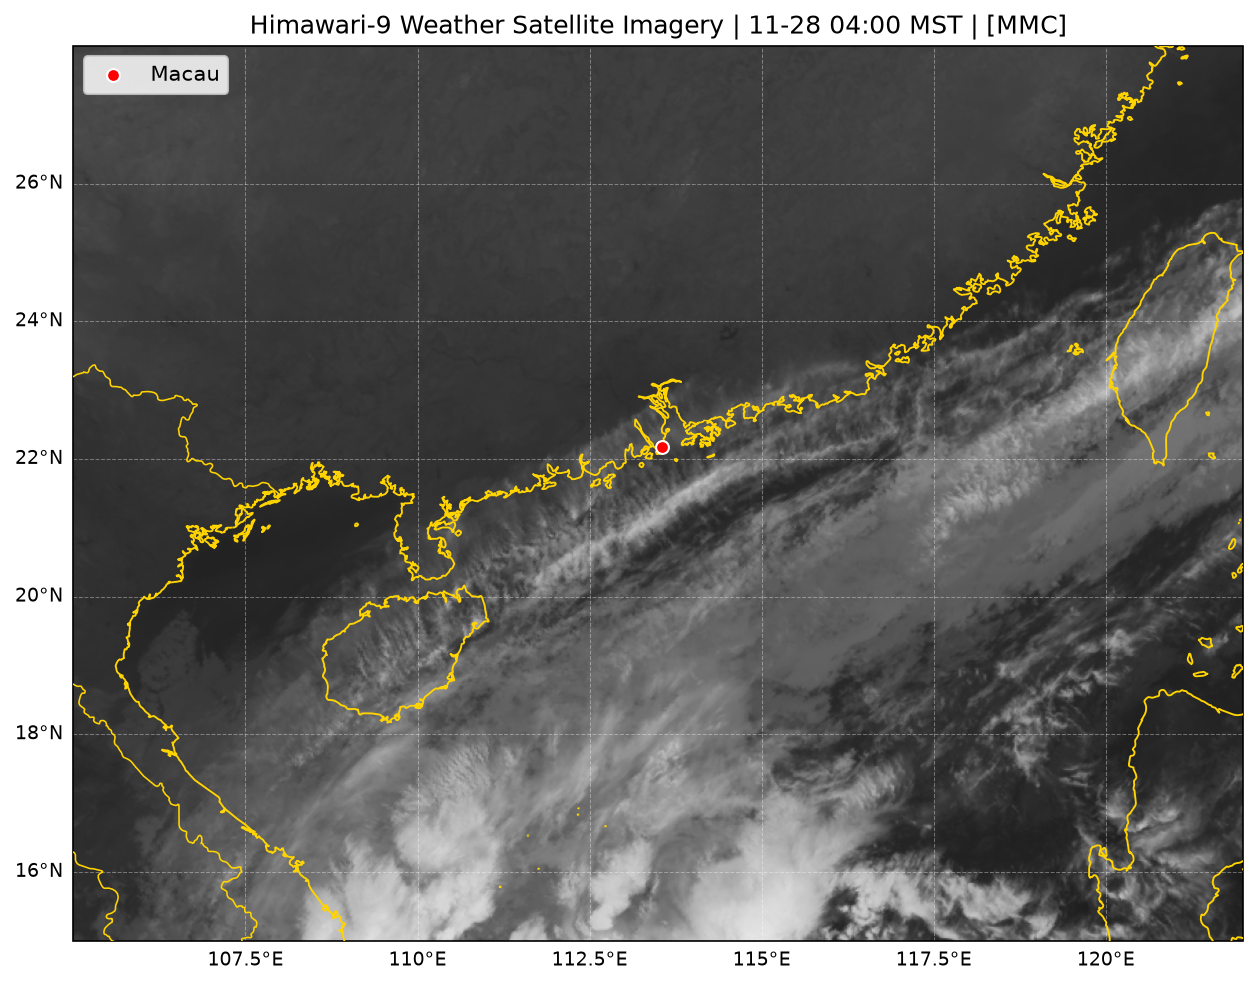 Himawari-9 Weather Satellite Imagery | 11-28 04:00 MST | [MMC]
Macau
26°N
24°N
22°N
20°N
18°N
16°N
107.5°E
110°E
112.5°E
115°E
117.5°E
120°E